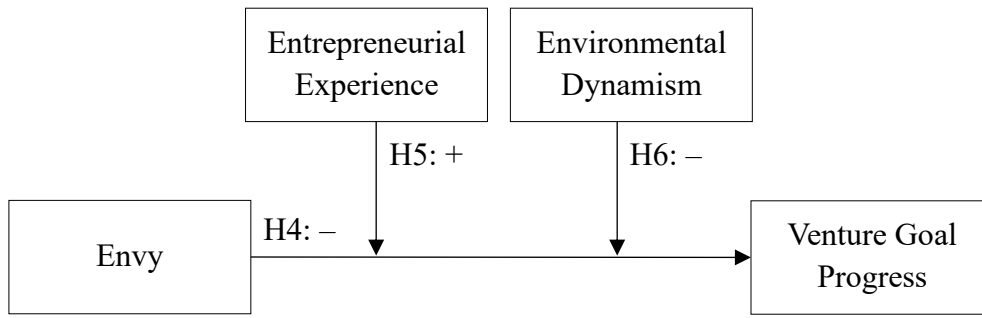 Entrepreneurial
Experience
Environmental
Dynamism
H5: +
H6: –
Envy
H4: –
Venture Goal
Progress